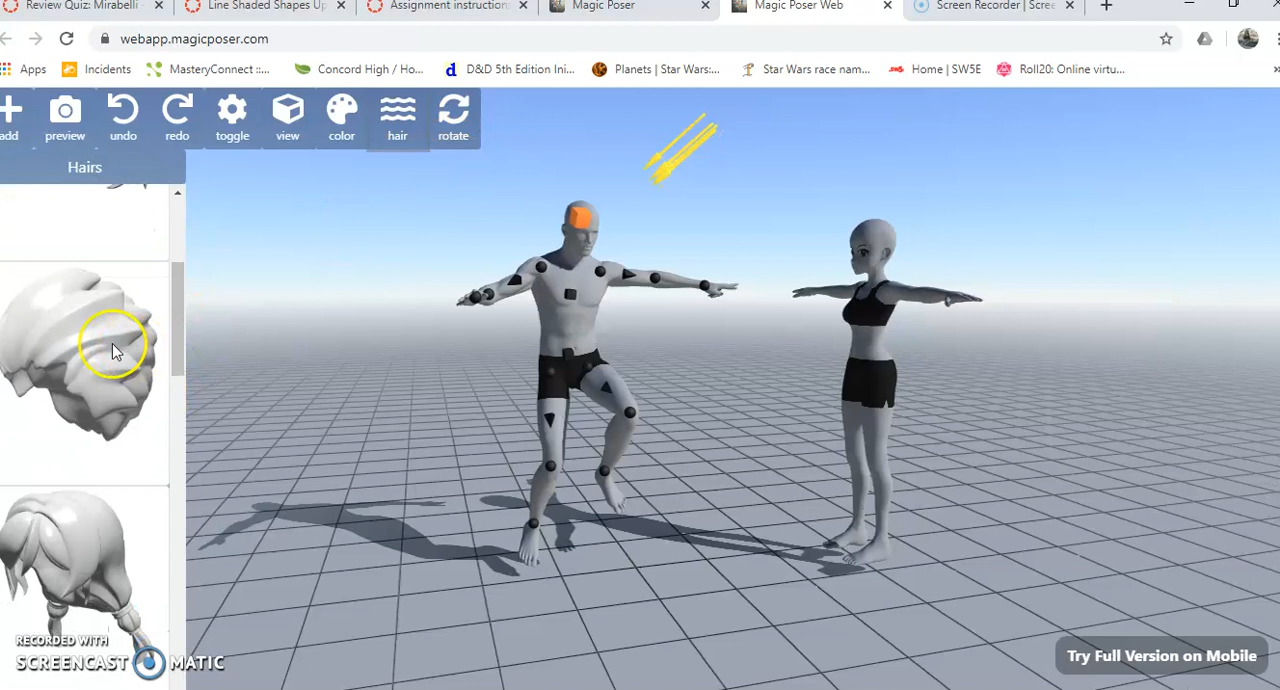 Review Quiz: Mirabelli - Line Shaded Shapes Up Assignment instruction: Magic Poser Magic Poser Web Screen Recorder | Scree
webapp.magicposer.com
Apps Incidents MasteryConnect ::... Concord High / Ho... D&D 5th Edition Ini... Planets | Star Wars:... Star Wars race nam... Home | SW5E Roll20: Online virtu...
add preview undo redo toggle view color hair rotate
Hairs
RECORDED WITH
SCREENCAST MATIC
Try Full Version on Mobile